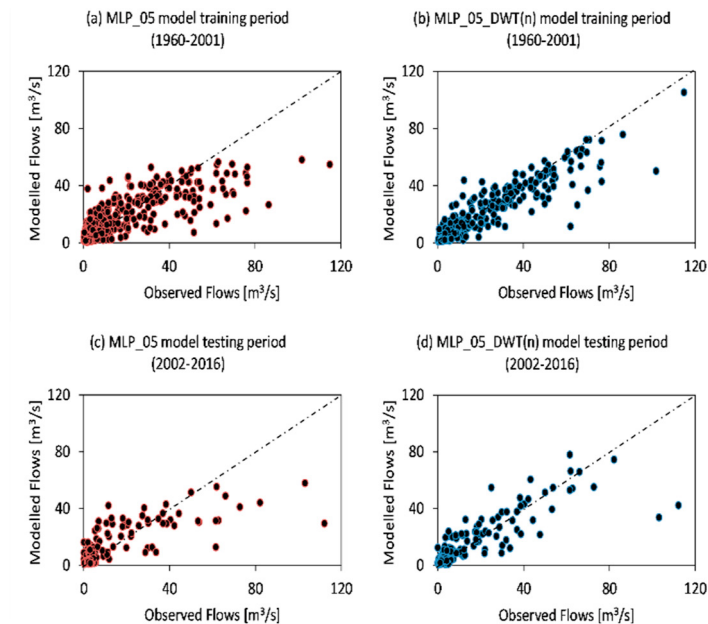 (a) MLP_05 model training period
(1960-2001)
120
80
40
0
Modelled Flows [m³/s]
0 40 80 120
Observed Flows [m³/s]
(b) MLP_05_DWT(n) model training period
(1960-2001)
120
80
40
0
Modelled Flows [m³/s]
0 40 80 120
Observed Flows [m³/s]
(c) MLP_05 model testing period
(2002-2016)
120
80
40
0
Modelled Flows [m³/s]
0 40 80 120
Observed Flows [m³/s]
(d) MLP_05_DWT(n) model testing period
(2002-2016)
120
80
40
0
Modelled Flows [m³/s]
0 40 80 120
Observed Flows [m³/s]